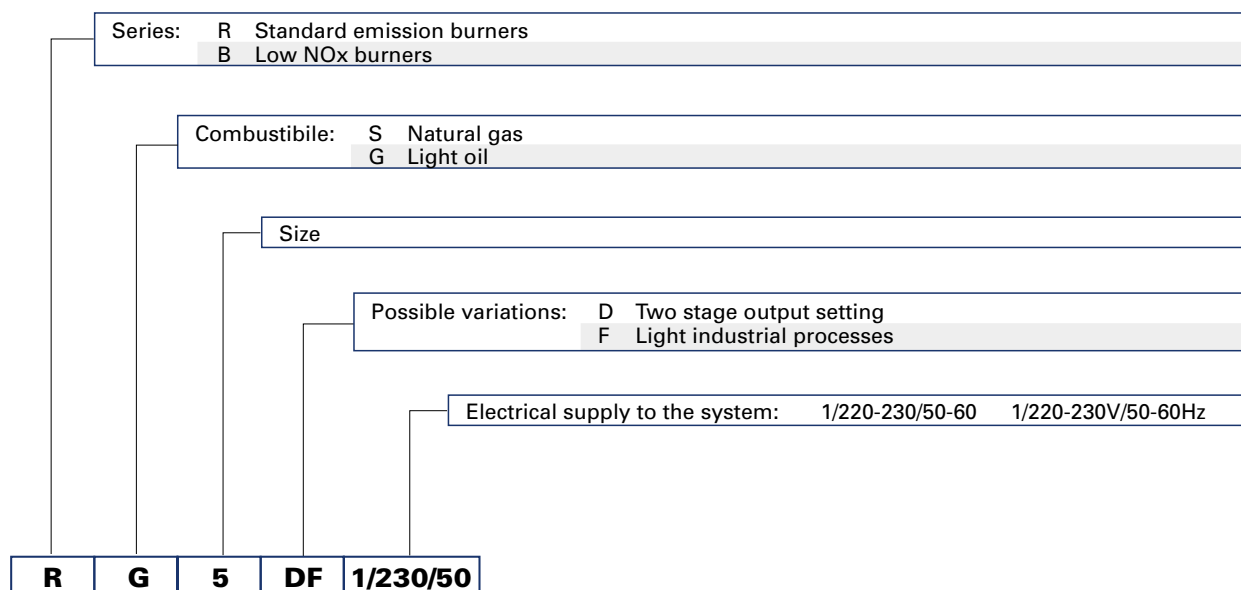 Series: R Standard emission burners
B Low NOx burners
Combustibile: S Natural gas
G Light oil
Size
Possible variations: D Two stage output setting
F Light industrial processes
Electrical supply to the system: 1/220-230/50-60 1/220-230V/50-60Hz
R G 5 DF 1/230/50